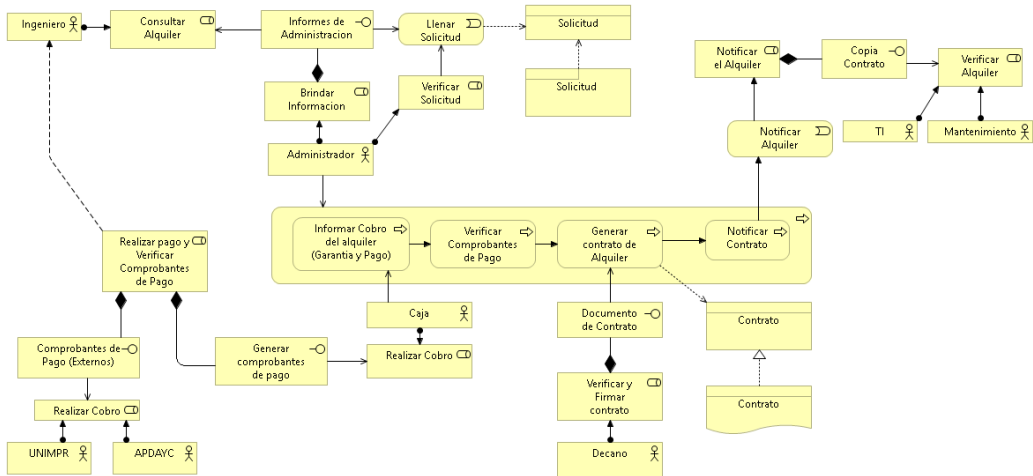 Ingeniero
Consultar
Alquiler
Informes de
Administracion
Llenar
Solicitud
Solicitud
Solicitud
Brindar
Informacion
Verificar
Solicitud
Administrador
Notificar
el Alquiler
Copia
Contrato
Verificar
Alquiler
TI
Mantenimiento
Notificar
Alquiler
Informar Cobro
del alquiler
(Garantia y Pago)
Verificar
Comprobantes
de Pago
Generar
contrato de
Alquiler
Notificar
Contrato
Realizar pago y
Verificar
Comprobantes
de Pago
Caja
Documento
de Contrato
Contrato
Comprobantes de
Pago (Externos)
Generar
comprobantes
de pago
Realizar Cobro
Verificar y
Firmar
contrato
Contrato
Realizar Cobro
UNIMPR
APDAYC
Decano